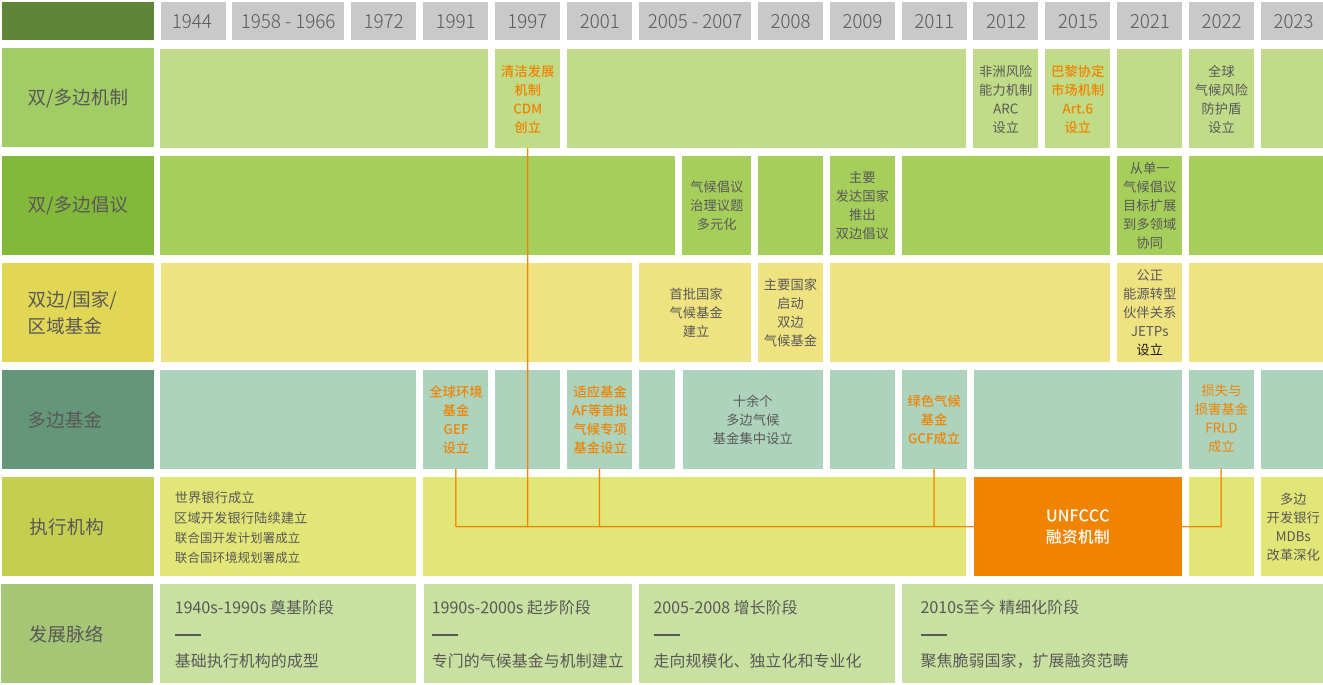 1944
1958 - 1966
1972
1991
1997
2001
2005 - 2007
2008
2009
2011
2012
2015
2021
2022
2023
双/多边机制
清洁发展
机制
CDM
创立
非洲风险
能力机制
ARC
设立
巴黎协定
市场机制
Art.6
设立
全球
气候风险
防护盾
设立
双/多边倡议
气候倡议
治理议题
多元化
主要
发达国家
推出
双边倡议
从单一
气候倡议
目标扩展
到多领域
协同
双边/国家/
区域基金
首批国家
气候基金
建立
主要国家
启动
双边
气候基金
公正
能源转型
伙伴关系
JETPs
设立
多边基金
全球环境
基金
GEF
设立
适应基金
AF等首批
气候专项
基金设立
十余个
多边气候
基金集中设立
绿色气候
基金
GCF成立
损失与
损害基金
FRLD
成立
执行机构
世界银行成立
区域开发银行陆续建立
联合国开发计划署成立
联合国环境规划署成立
UNFCCC
融资机制
多边
开发银行
MDBs
改革深化
发展脉络
1940s-1990s 奠基阶段
基础执行机构的成型
1990s-2000s 起步阶段
专门的气候基金与机制建立
2005-2008 增长阶段
走向规模化、独立化和专业化
2010s至今 精细化阶段
聚焦脆弱国家，扩展融资范畴